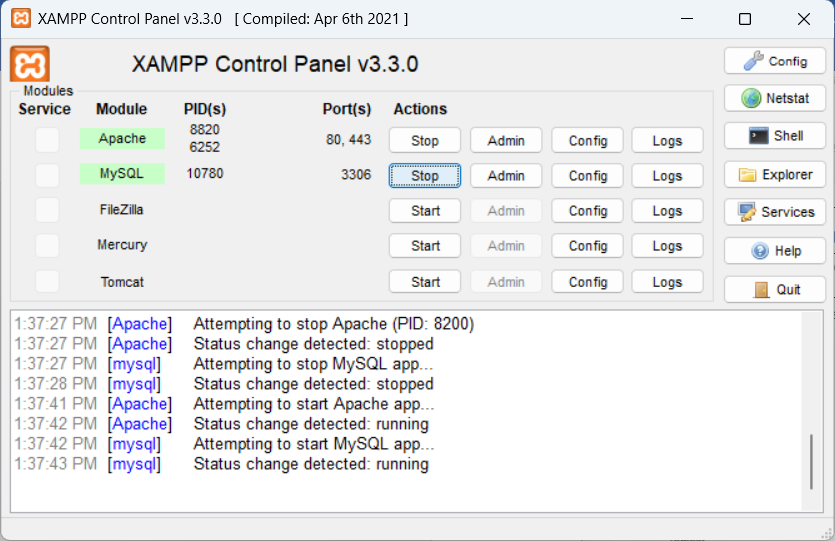 XAMPP Control Panel v3.3.0 [ Compiled: Apr 6th 2021 ]
XAMPP Control Panel v3.3.0
Config
Modules
Service Module PID(s) Port(s) Actions
Netstat
Apache 8820 6252 80, 443 Stop Admin Config Logs
Shell
MySQL 10780 3306 Stop Admin Config Logs
Explorer
FileZilla Start Admin Config Logs
Services
Mercury Start Admin Config Logs
Help
Tomcat Start Admin Config Logs
Quit
1:37:27 PM [Apache] Attempting to stop Apache (PID: 8200)
1:37:27 PM [Apache] Status change detected: stopped
1:37:27 PM [mysql] Attempting to stop MySQL app...
1:37:28 PM [mysql] Status change detected: stopped
1:37:41 PM [Apache] Attempting to start Apache app...
1:37:42 PM [Apache] Status change detected: running
1:37:42 PM [mysql] Attempting to start MySQL app...
1:37:43 PM [mysql] Status change detected: running